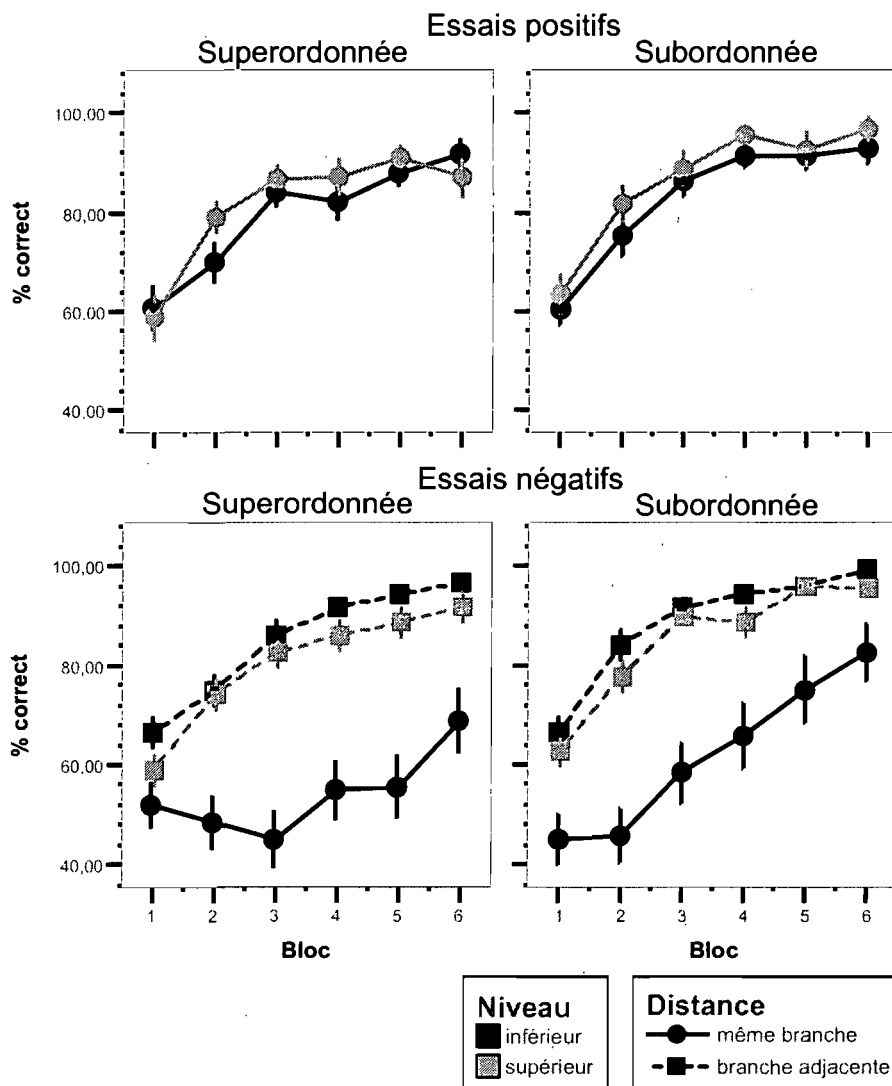 Essais positifs
Superordonnée
Subordonnée
100,00
80,00
60,00
40,00
% correct
Essais négatifs
Superordonnée
Subordonnée
100,00
80,00
60,00
40,00
% correct
1 2 3 4 5 6
1 2 3 4 5 6
Bloc
Bloc
Niveau
inférieur
supérieur
Distance
même branche
branche adjacente